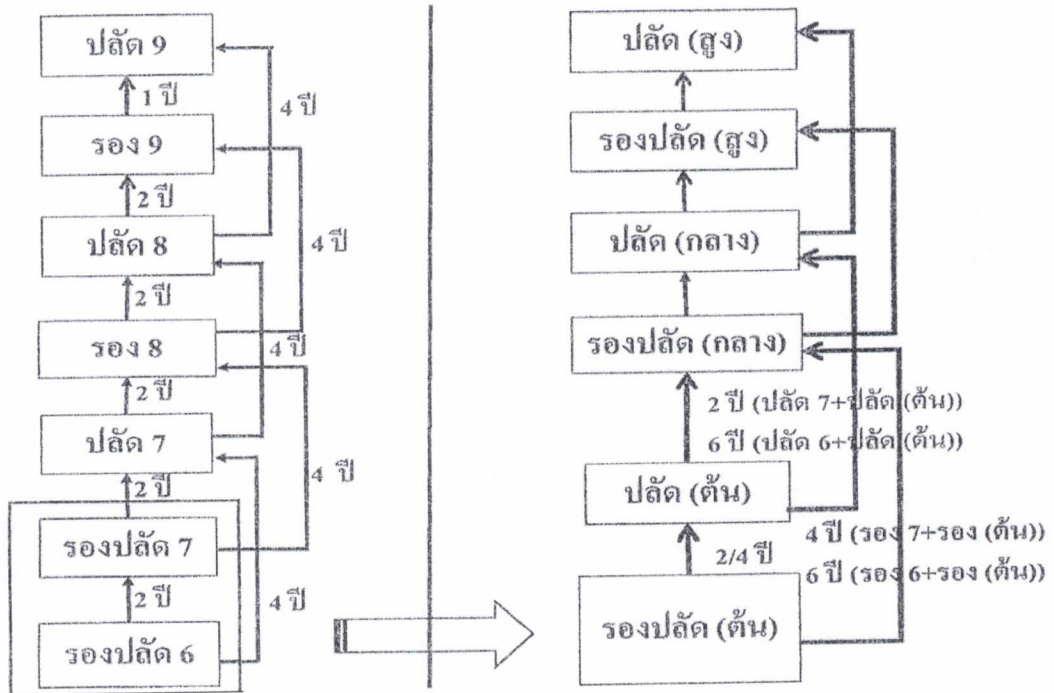 ปลัด 9
1 ปี
4 ปี
รอง 9
2 ปี
ปลัด 8
4 ปี
2 ปี
รอง 8
4 ปี
2 ปี
ปลัด 7
4 ปี
2 ปี
รองปลัด 7
2 ปี
4 ปี
รองปลัด 6
ปลัด (สูง)
รองปลัด (สูง)
ปลัด (กลาง)
รองปลัด (กลาง)
2 ปี (ปลัด 7+ปลัด (ต้น))
6 ปี (ปลัด 6+ปลัด (ต้น))
ปลัด (ต้น)
2/4 ปี
4 ปี (รอง 7+รอง (ต้น))
6 ปี (รอง 6+รอง (ต้น))
รองปลัด (ต้น)